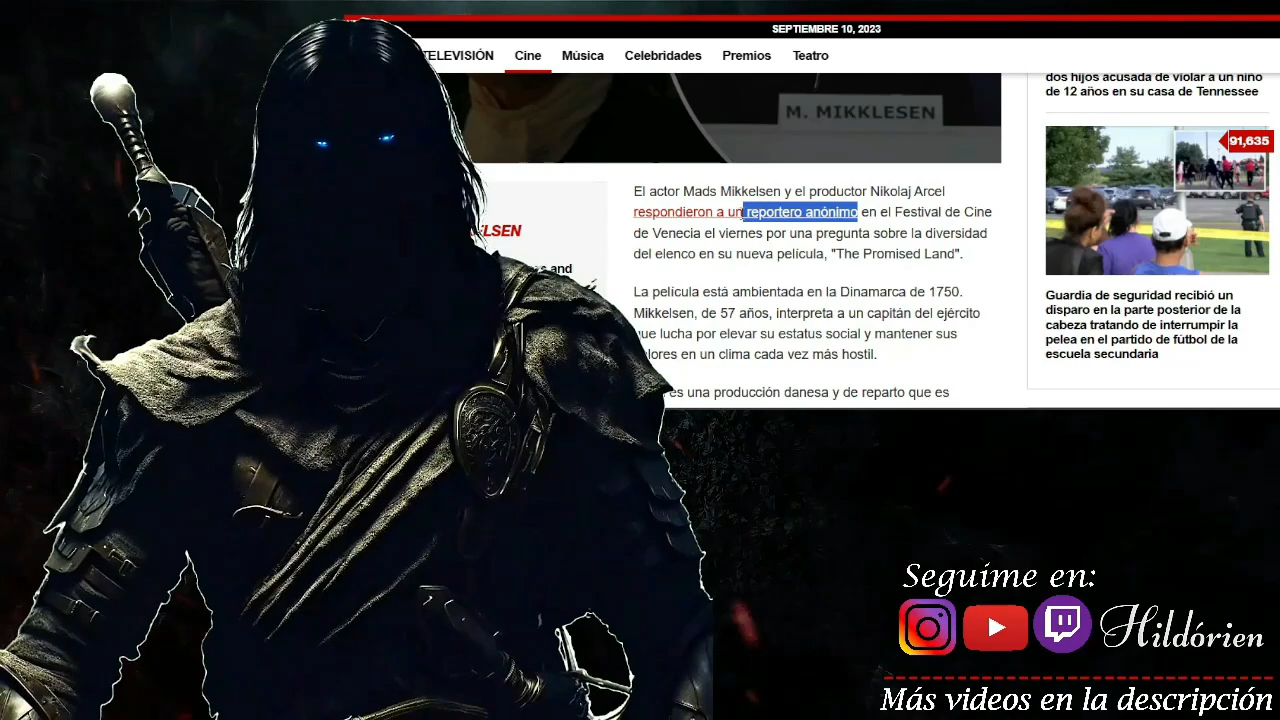 SEPTIEMBRE 10, 2023
TELEVISIÓN Cine Música Celebridades Premios Teatro
M. MIKKLESEN
El actor Mads Mikkelsen y el productor Nikolaj Arcel
respondieron a un reportero anónimo en el Festival de Cine
de Venecia el viernes por una pregunta sobre la diversidad
del elenco en su nueva película, "The Promised Land".
La película está ambientada en la Dinamarca de 1750.
Mikkelsen, de 57 años, interpreta a un capitán del ejército
que lucha por elevar su estatus social y mantener sus
valores en un clima cada vez más hostil.
es una producción danesa y de reparto que es
and
dos hijos acusada de violar a un niño
de 12 años en su casa de Tennessee
91,635
Guardia de seguridad recibió un
disparo en la parte posterior de la
cabeza tratando de interrumpir la
pelea en el partido de fútbol de la
escuela secundaria
Seguíme en:
Hildórien
Más videos en la descripción